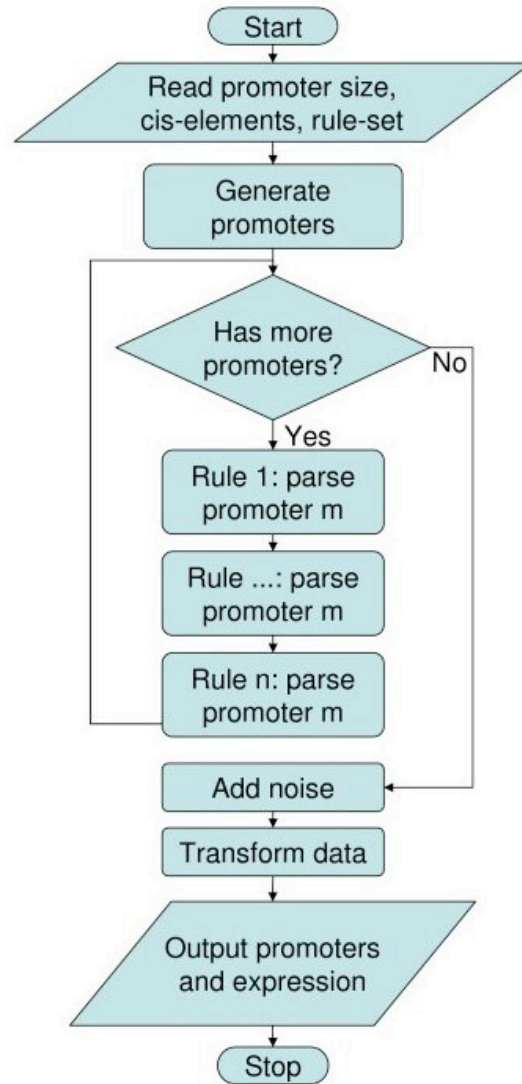 Start
Read promoter size,
cis-elements, rule-set
Generate
promoters
Has more
promoters?
No
Yes
Rule 1: parse
promoter m
Rule ...: parse
promoter m
Rule n: parse
promoter m
Add noise
Transform data
Output promoters
and expression
Stop